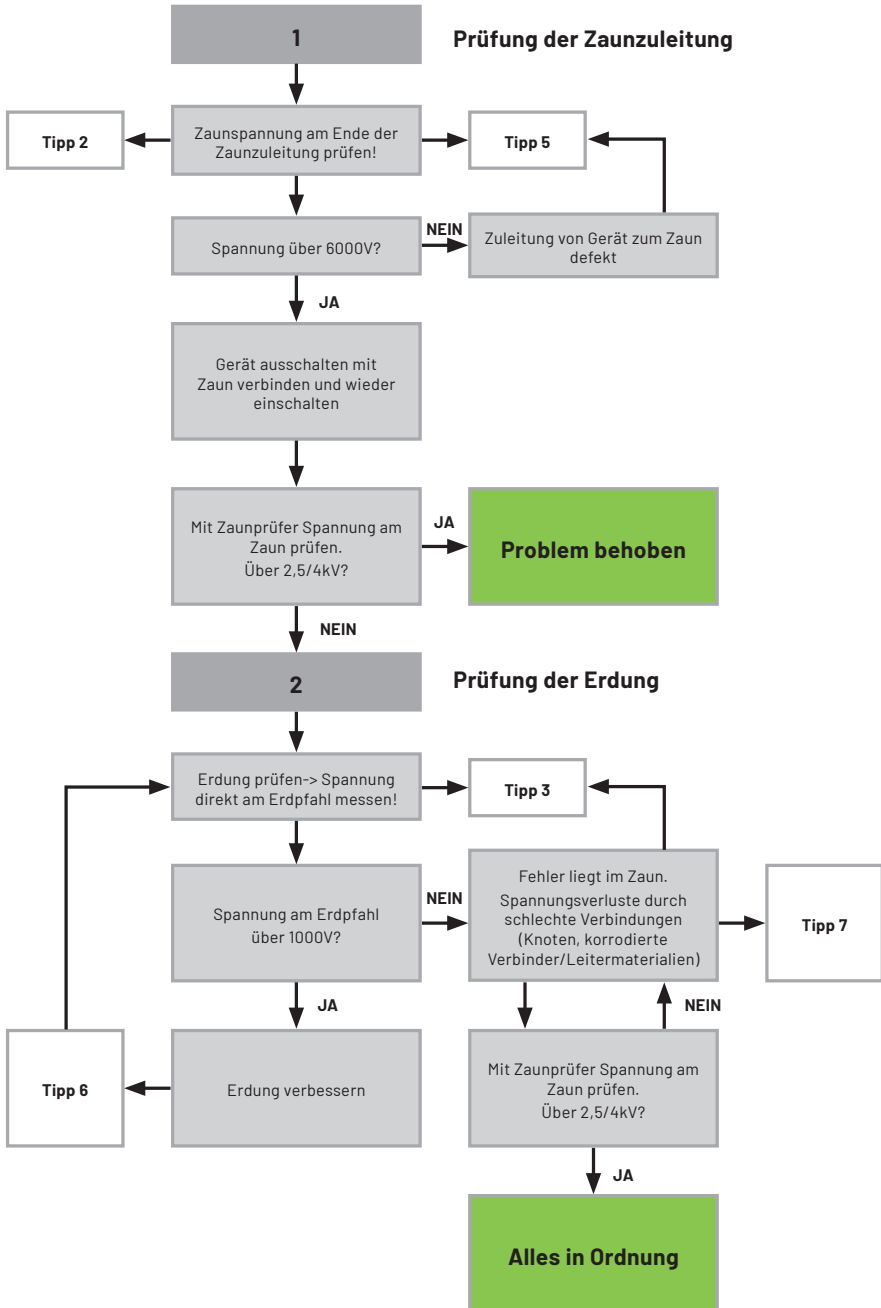 1
Prüfung der Zaunzuleitung
Tipp 2
Zaunspannung am Ende der
Zaunzuleitung prüfen!
Tipp 5
Spannung über 6000V?
NEIN
Zuleitung von Gerät zum Zaun
defekt
JA
Gerät ausschalten mit
Zaun verbinden und wieder
einschalten
Mit Zaunprüfer Spannung am
Zaun prüfen.
Über 2,5/4kV?
JA
Problem behoben
NEIN
2
Prüfung der Erdung
Erdung prüfen-> Spannung
direkt am Erdpfahl messen!
Tipp 3
Spannung am Erdpfahl
über 1000V?
NEIN
Fehler liegt im Zaun.
Spannungsverluste durch
schlechte Verbindungen
(Knoten, korrodierte
Verbinder/Leitermaterialien)
Tipp 7
JA
NEIN
Tipp 6
Erdung verbessern
Mit Zaunprüfer Spannung am
Zaun prüfen.
Über 2,5/4kV?
JA
Alles in Ordnung